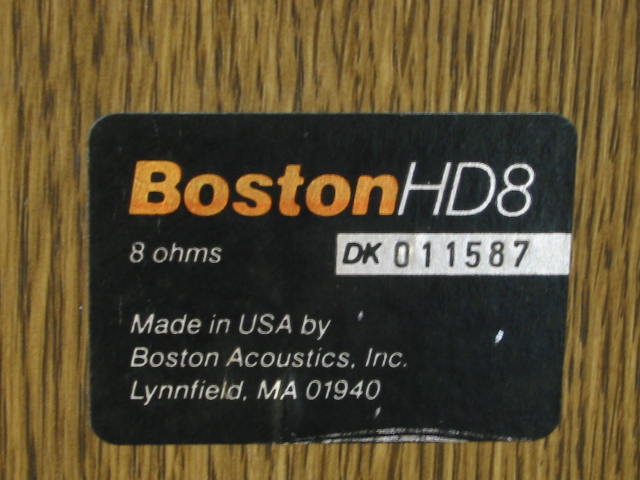 BostonHD8
8 ohms DK 011587
Made in USA by
Boston Acoustics, Inc.
Lynnfield, MA 01940